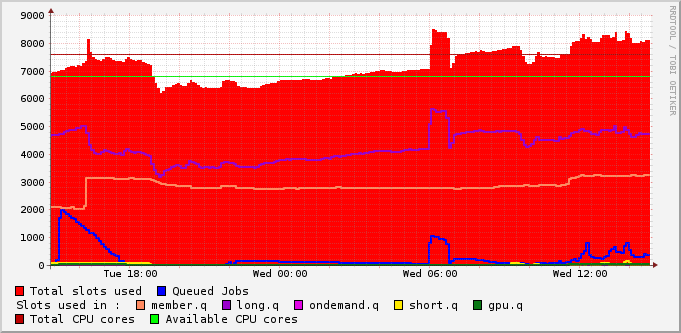 RRDTOOL / TOBI OETIKER
9000
8000
7000
6000
5000
4000
3000
2000
1000
0
Tue 18:00 Wed 00:00 Wed 06:00 Wed 12:00
Total slots used Queued Jobs
Slots used in : member.q long.q ondemand.q short.q gpu.q
Total CPU cores Available CPU cores